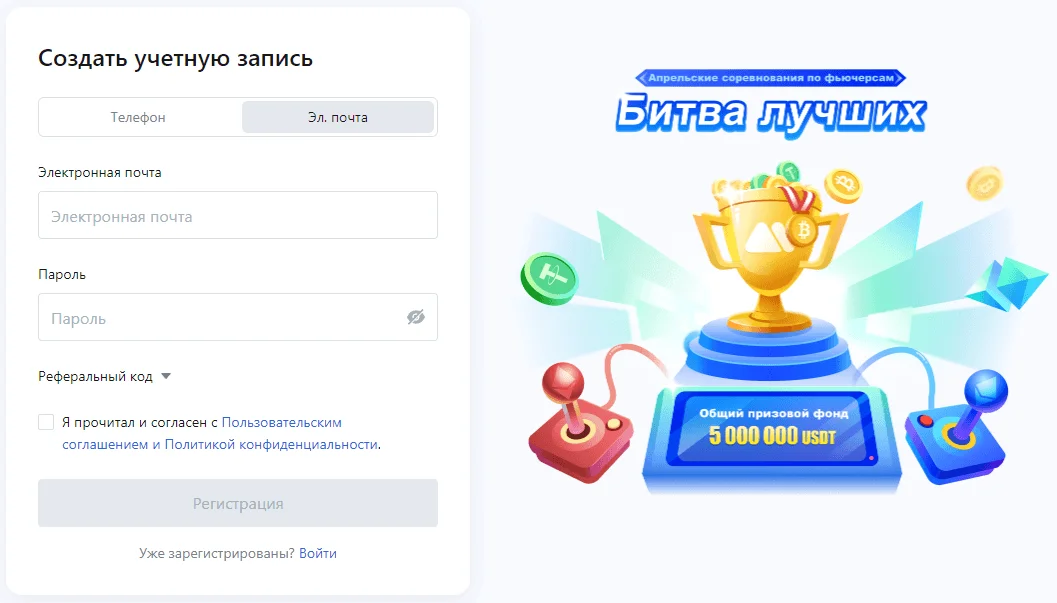 Создать учетную запись
Телефон
Эл. почта
Электронная почта
Электронная почта
Пароль
Пароль
Реферальный код
Я прочитал и согласен с Пользовательским
соглашением и Политикой конфиденциальности.
Регистрация
Уже зарегистрированы? Войти
Апрельские соревнования по фьючерсам
Битва лучших
Общий призовой фонд
5 000 000 USDT